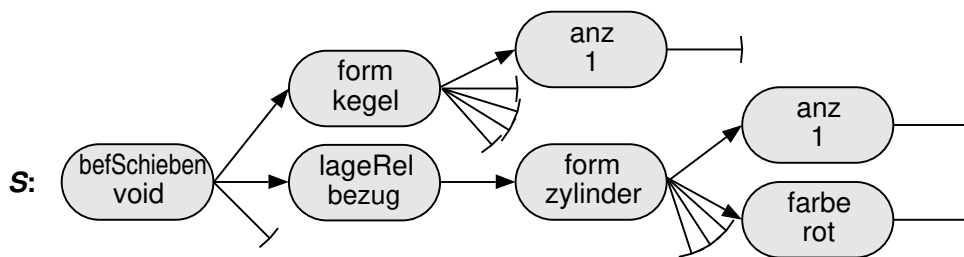 anz
1
form
kegel
anz
1
S:
befSchieben
void
lageRel
bezug
form
zylinder
farbe
rot